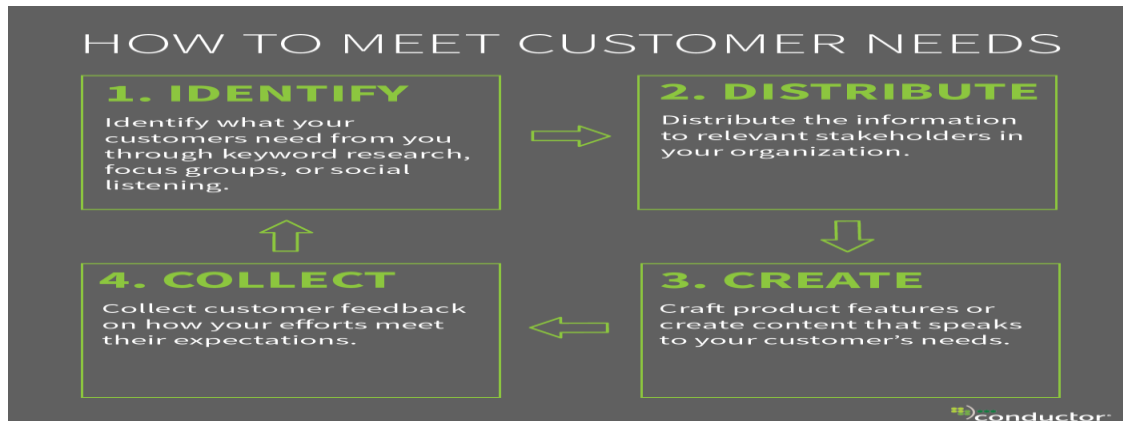 HOW TO MEET CUSTOMER NEEDS
1. IDENTIFY
Identify what your
customers need from you
through keyword research,
focus groups, or social
listening.
2. DISTRIBUTE
Distribute the information
to relevant stakeholders in
your organization.
3. CREATE
Craft product features or
create content that speaks
to your customer’s needs.
4. COLLECT
Collect customer feedback
on how your efforts meet
their expectations.
conductor